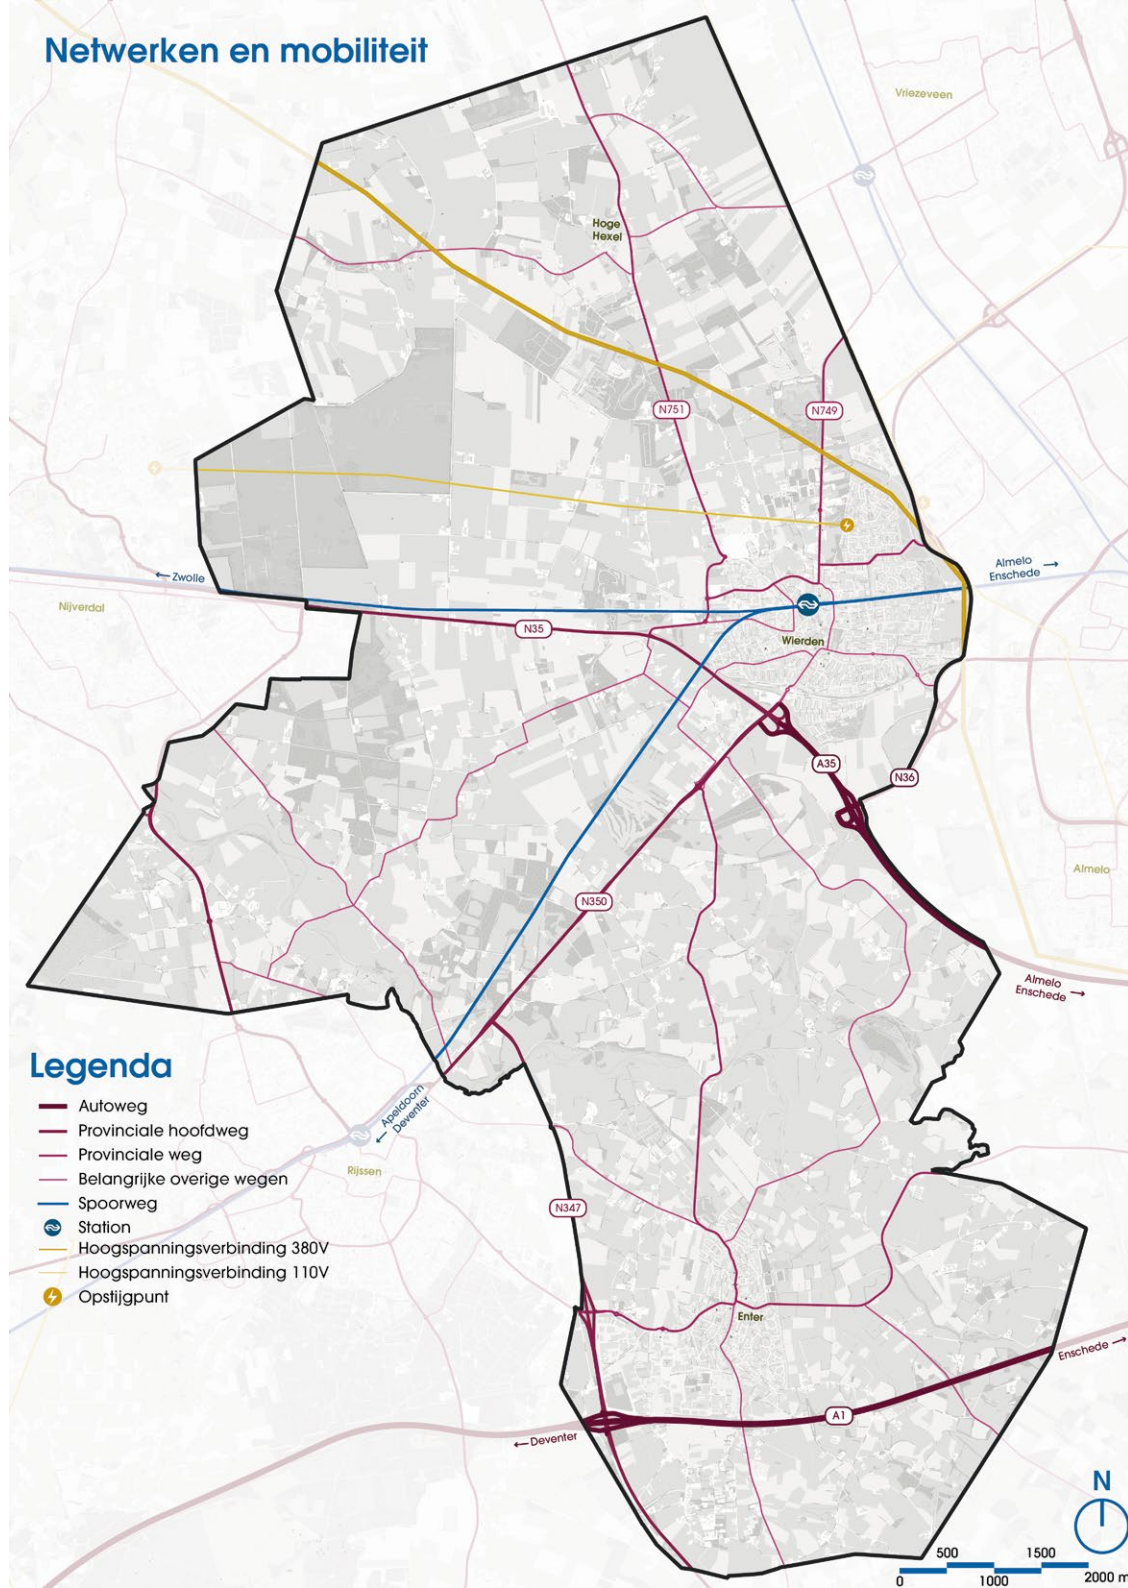 Netwerken en mobiliteit
Vriezeveen
Hoge
Hexel
N751
N749
← Zwolle
Almelo
Enschede →
Nijverdal
N35
Wierden
A35
N36
Almelo
N350
Almelo
Enschede →
Apeldoorn
← Deventer
Rijssen
N347
Enter
Enschede →
A1
← Deventer
Legenda
Autoweg
Provinciale hoofdweg
Provinciale weg
Belangrijke overige wegen
Spoorweg
Station
Hoogspanningsverbinding 380V
Hoogspanningsverbinding 110V
Opstijgpunt
N
500 1500
0 1000 2000 m